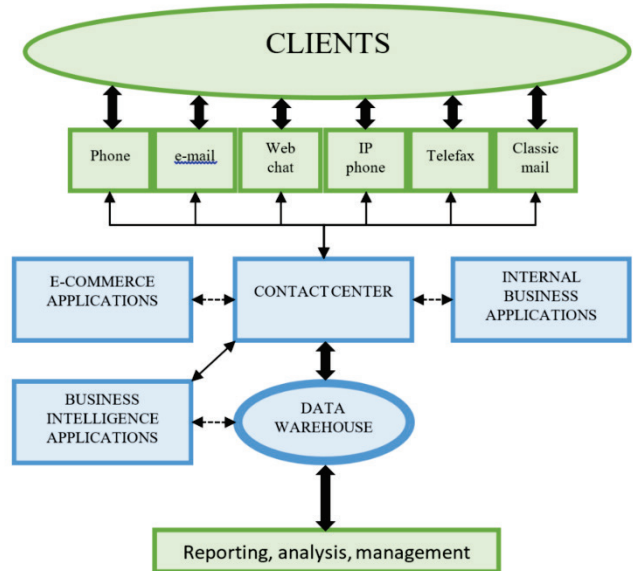 CLIENTS
Phone
e-mail
Web
chat
IP
phone
Telefax
Classic
mail
E-COMMERCE
APPLICATIONS
CONTACT CENTER
INTERNAL
BUSINESS
APPLICATIONS
BUSINESS
INTELLIGENCE
APPLICATIONS
DATA
WAREHOUSE
Reporting, analysis, management